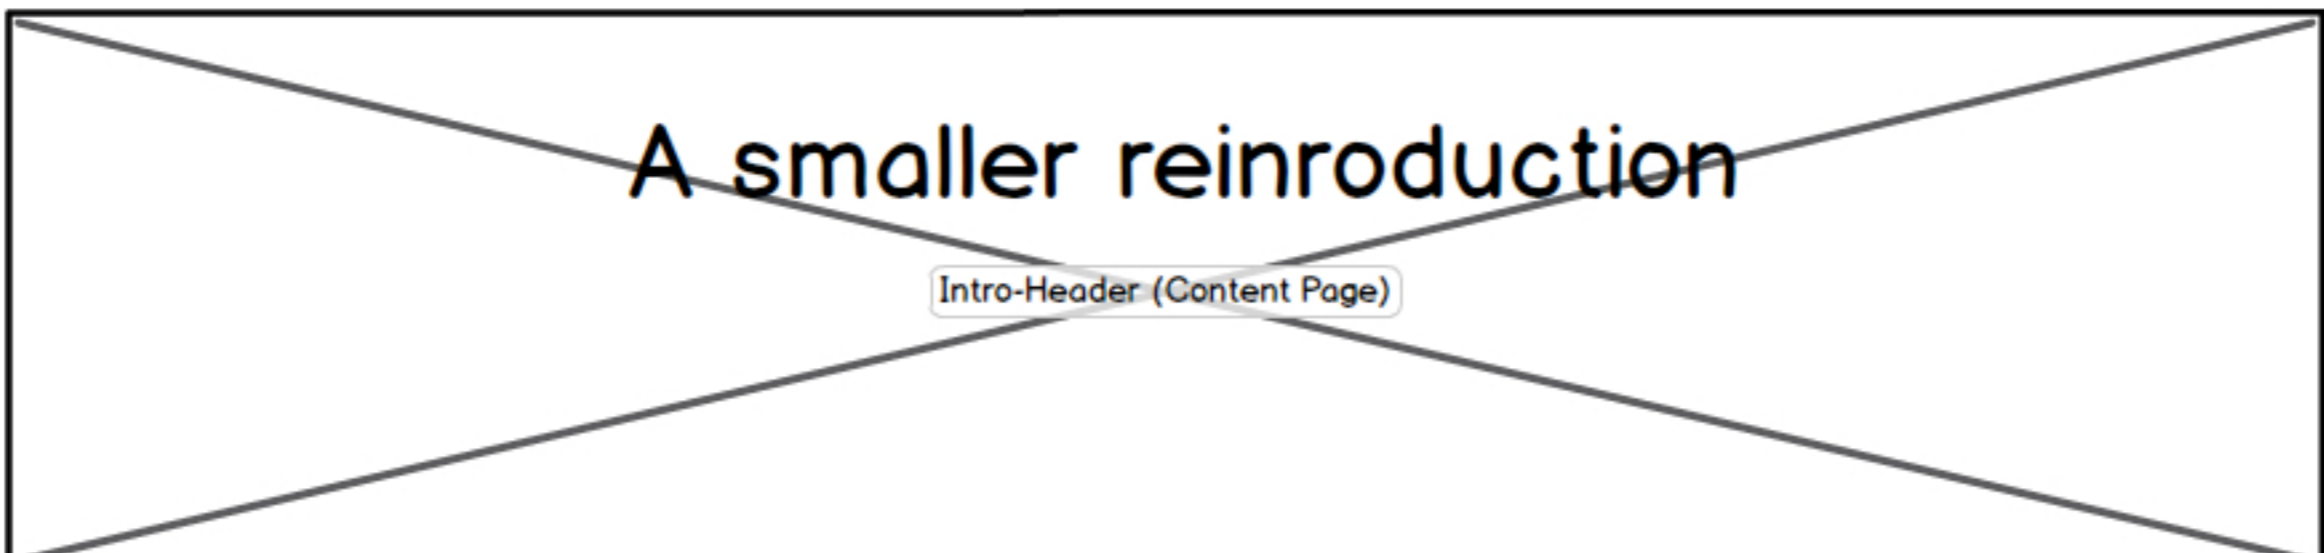 A smaller reinroduction
Intro-Header (Content Page)